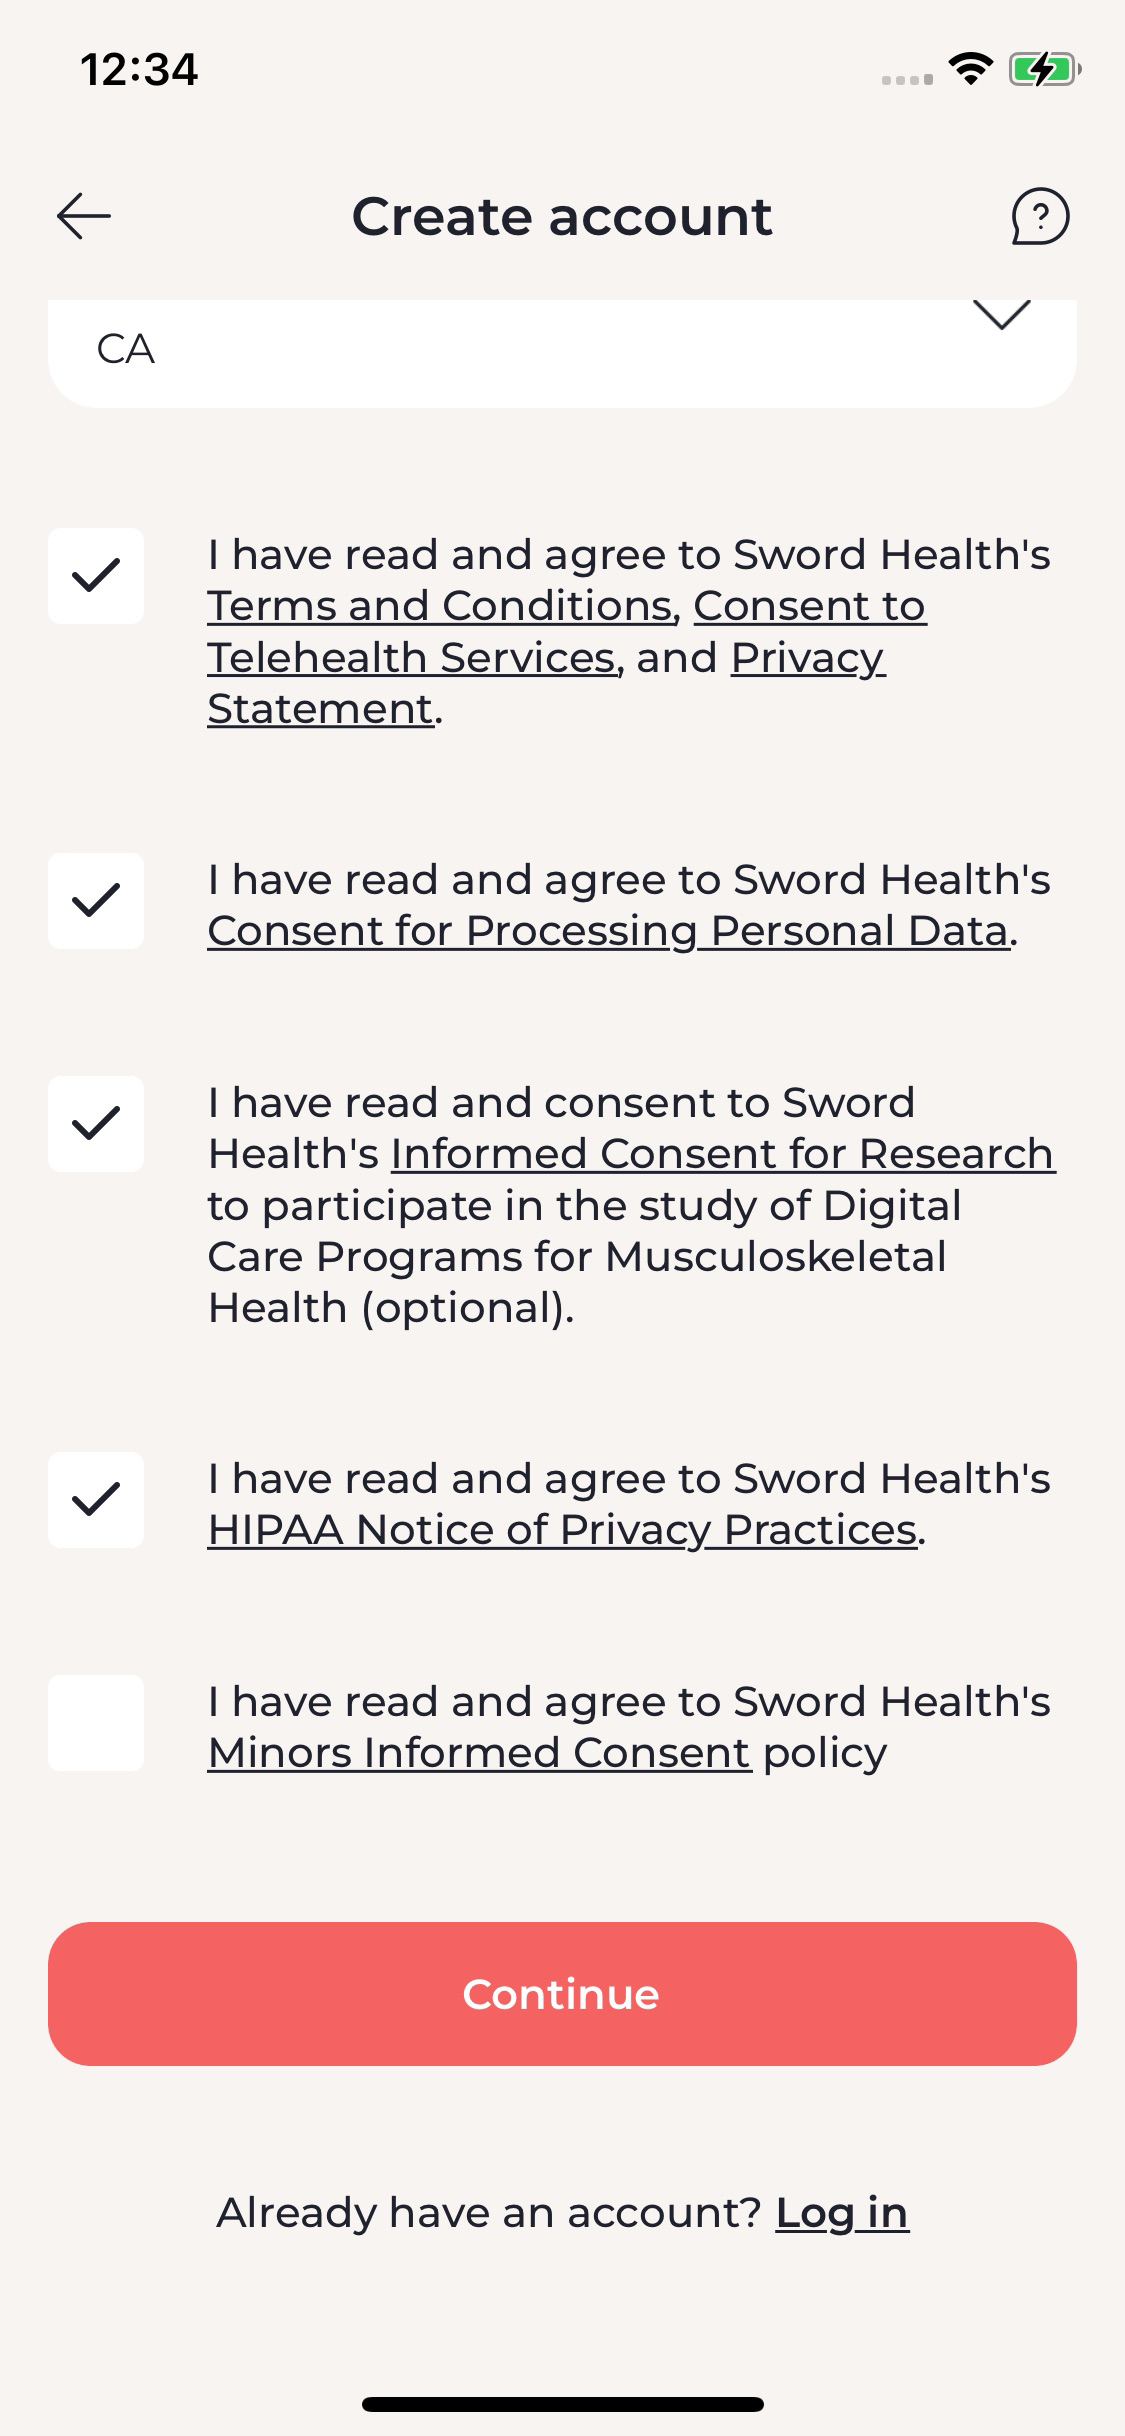 12:34
Create account
?
CA
I have read and agree to Sword Health's
Terms and Conditions, Consent to
Telehealth Services, and Privacy
Statement.
I have read and agree to Sword Health's
Consent for Processing Personal Data.
I have read and consent to Sword
Health's Informed Consent for Research
to participate in the study of Digital
Care Programs for Musculoskeletal
Health (optional).
I have read and agree to Sword Health's
HIPAA Notice of Privacy Practices.
I have read and agree to Sword Health's
Minors Informed Consent policy
Continue
Already have an account? Log in